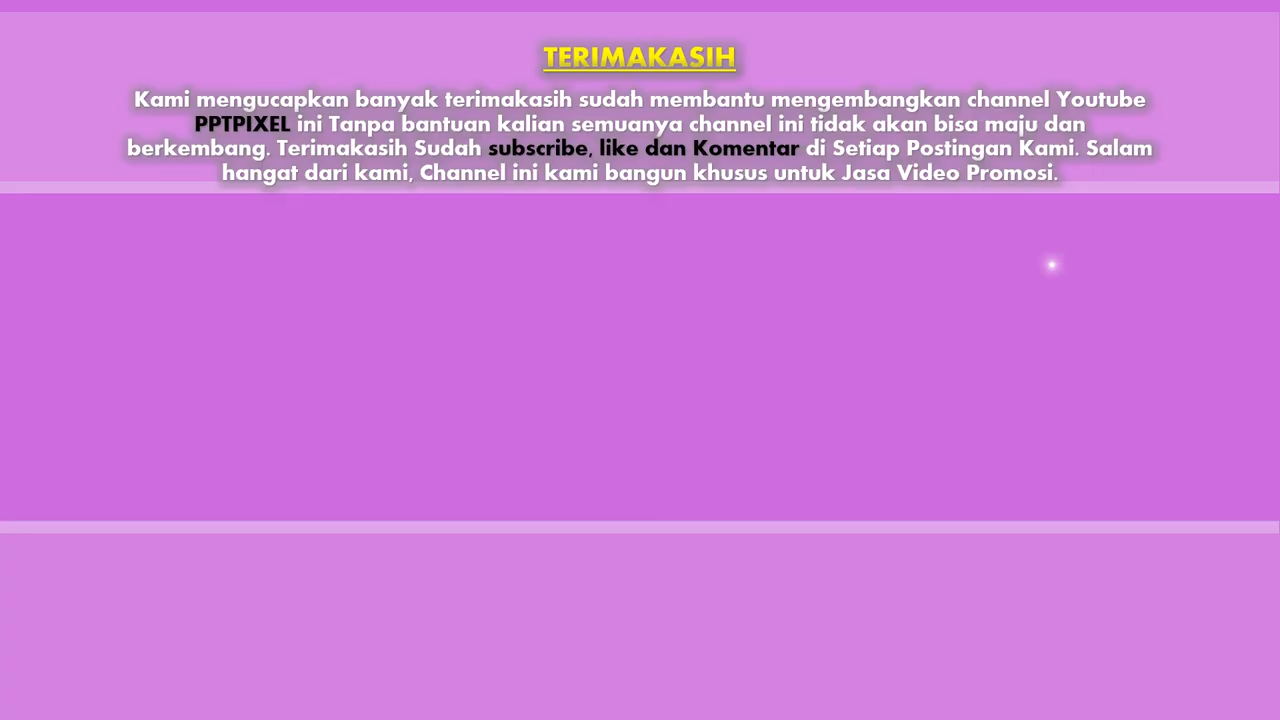 TERIMAKASIH
Kami mengucapkan banyak terimakasih sudah membantu mengembangkan channel Youtube
PPTPIXEL ini Tanpa bantuan kalian semuanya channel ini tidak akan bisa maju dan
berkembang. Terimakasih Sudah subscribe, like dan Komentar di Setiap Postingan Kami. Salam
hangat dari kami, Channel ini kami bangun khusus untuk Jasa Video Promosi.